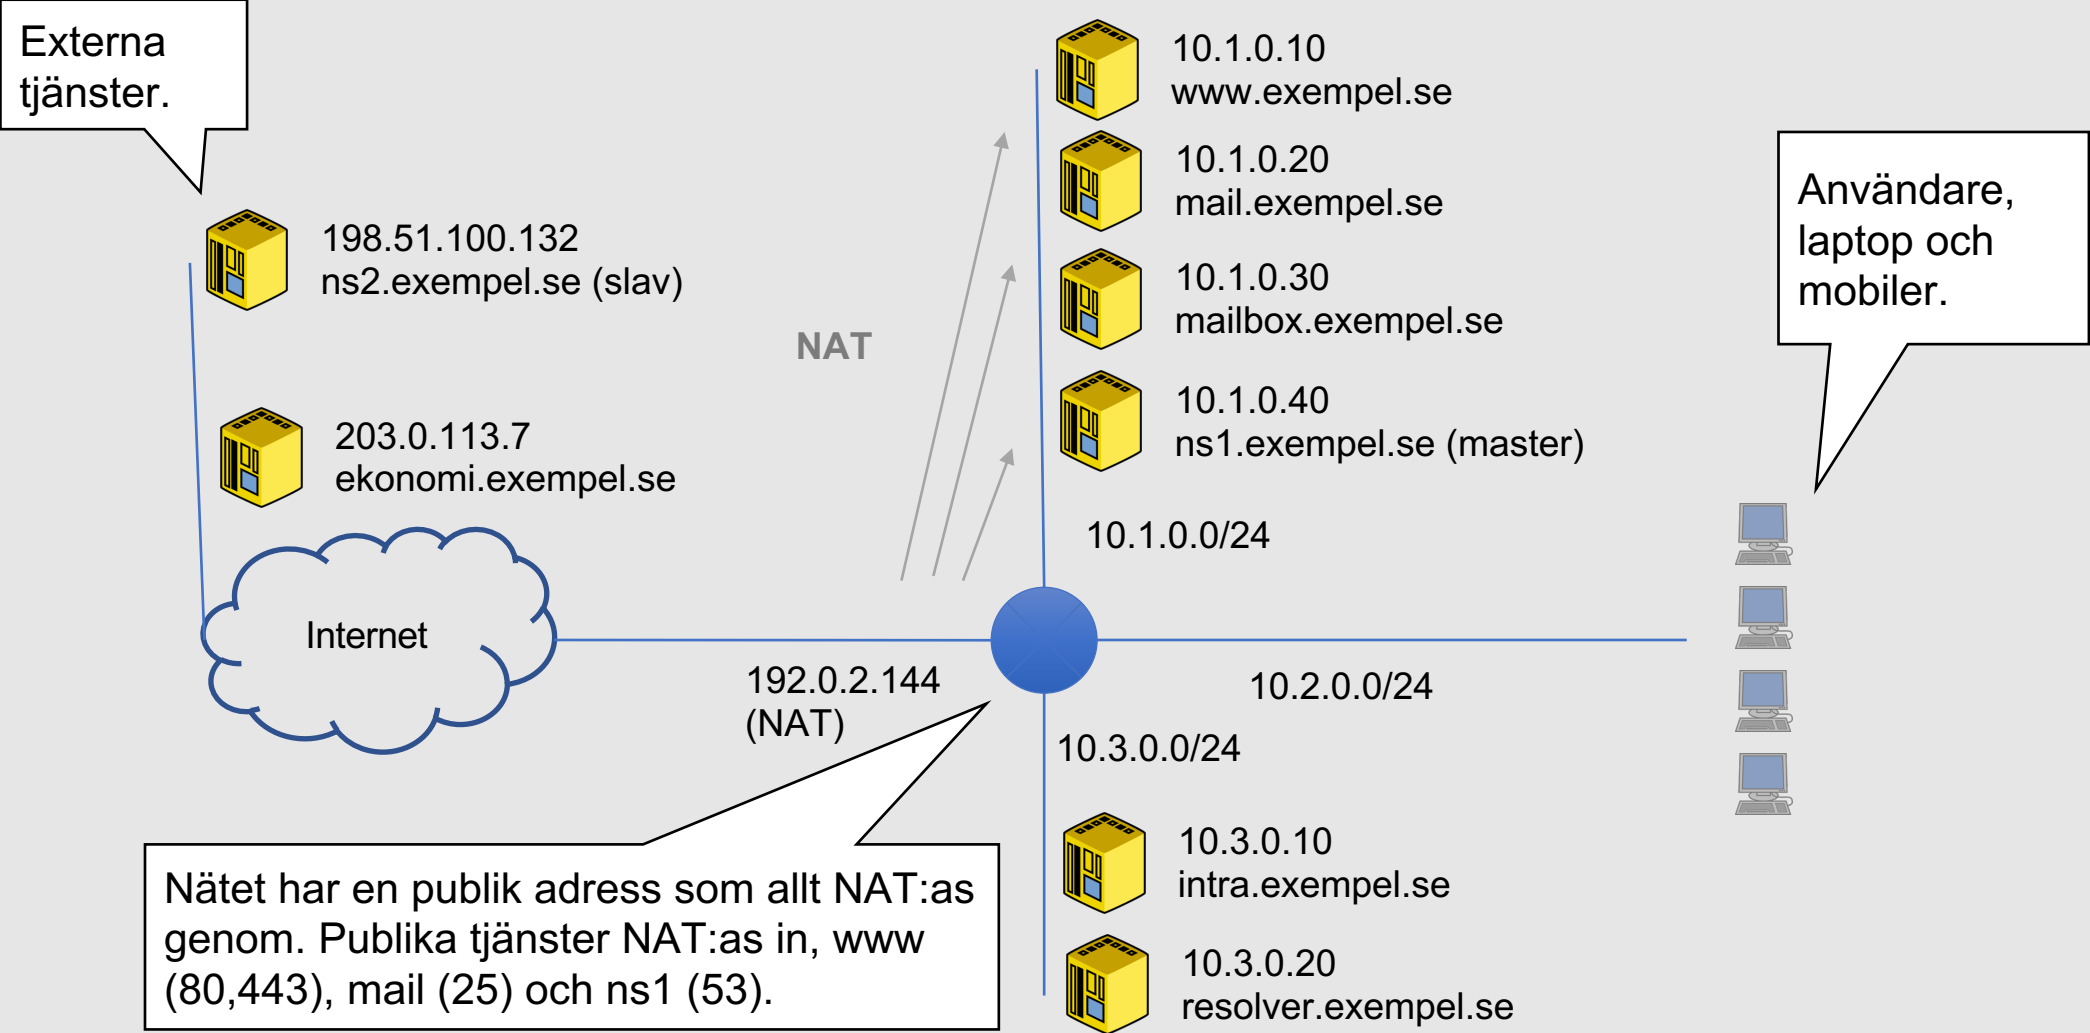 Externa
tjänster.
198.51.100.132
ns2.exempel.se (slav)
203.0.113.7
ekonomi.exempel.se
Internet
NAT
10.1.0.10
www.exempel.se
10.1.0.20
mail.exempel.se
10.1.0.30
mailbox.exempel.se
10.1.0.40
ns1.exempel.se (master)
10.1.0.0/24
Användare,
laptop och
mobiler.
192.0.2.144
(NAT)
10.2.0.0/24
10.3.0.0/24
Nätet har en publik adress som allt NAT:as
genom. Publika tjänster NAT:as in, www
(80,443), mail (25) och ns1 (53).
10.3.0.10
intra.exempel.se
10.3.0.20
resolver.exempel.se